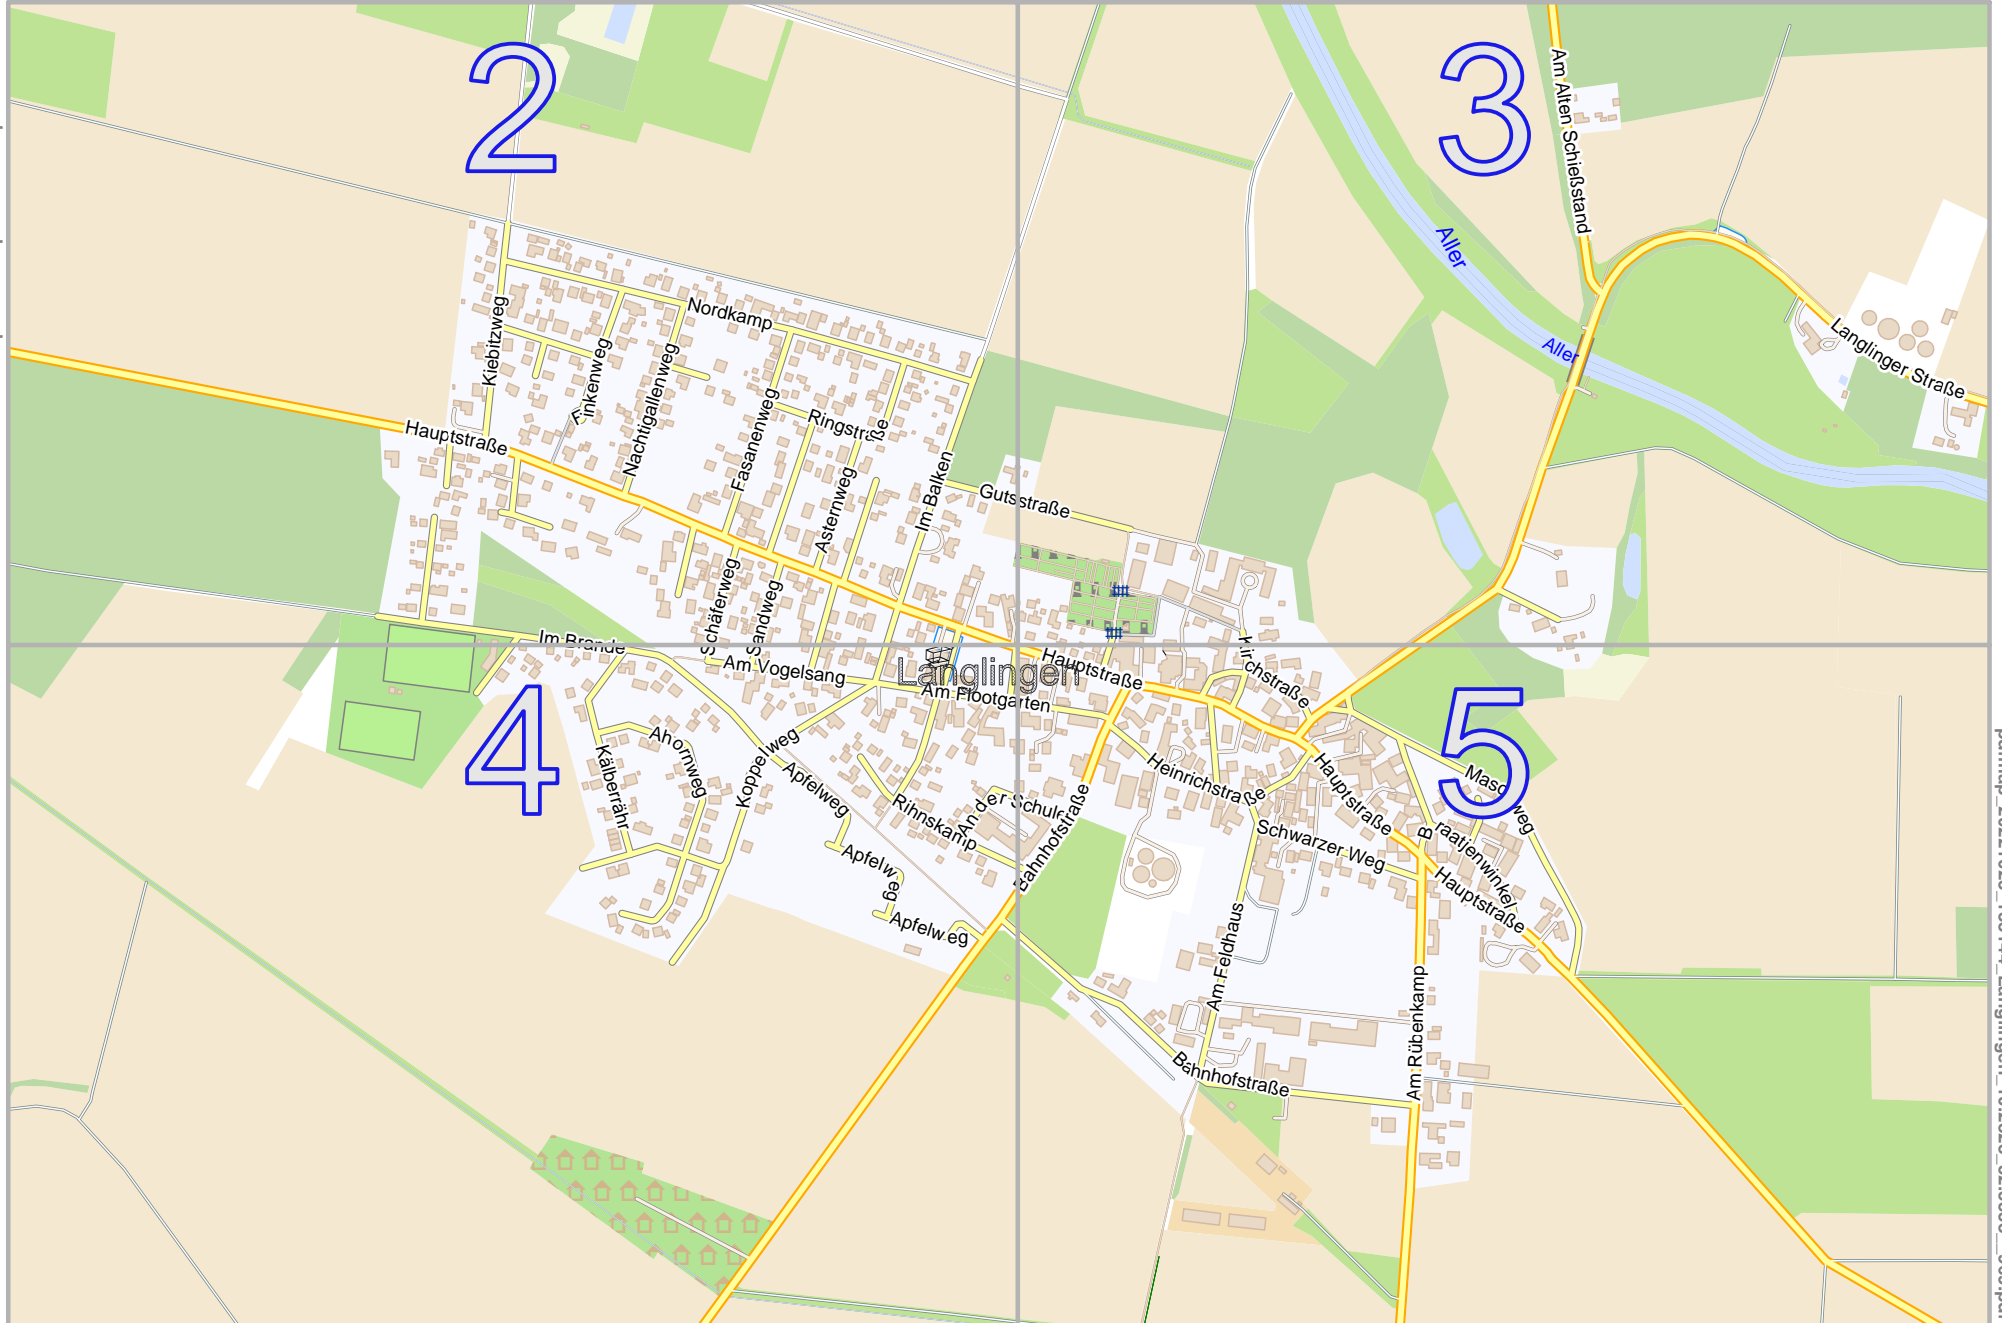 2
3
Am Alten Schießstand
Aller
Aller
Langlinger Straße
Nordkamp
Kiebitzweg
Finkenweg
Nachtigallenweg
Fasanenweg
Ringstraße
Hauptstraße
Asternweg
Im Balken
Gutsstraße
Schäferweg
Sandweg
Im Brande
Am Vogelsang
Langlingen
Hauptstraße
Kirchstraße
Am Flootgarten
4
5
Ahornweg
Kälberrähr
Koppelweg
Apfelweg
Rihnskamp
An der Schule
Bahnhofstraße
Heinrichstraße
Hauptstraße
Schwarzer Weg
Braatjenwinkel
Apfelweg
Apfelweg
Hauptstraße
Am Feldhaus
Am Rübenkamp
Bahnhofstraße